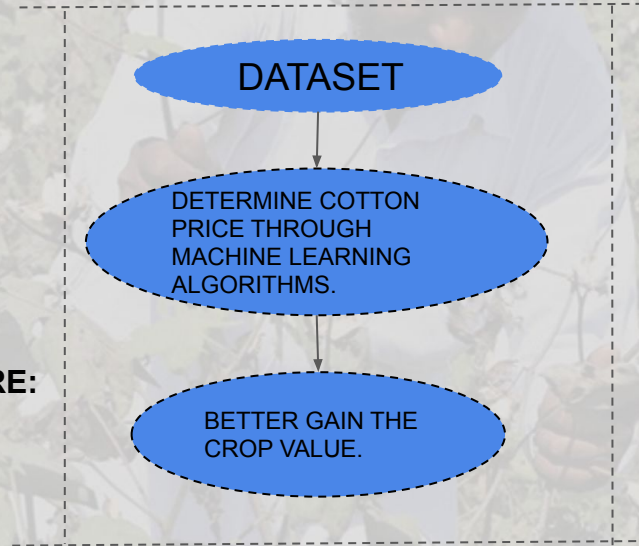 DATASET
DETERMINE COTTON
PRICE THROUGH
MACHINE LEARNING
ALGORITHMS.
RE:
BETTER GAIN THE
CROP VALUE.